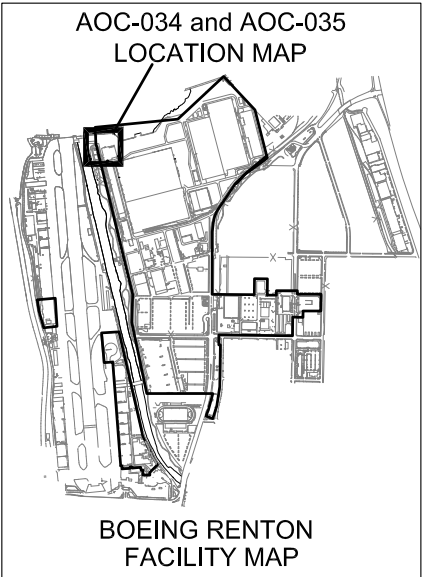 AOC-034 and AOC-035
LOCATION MAP
BOEING RENTON
FACILITY MAP